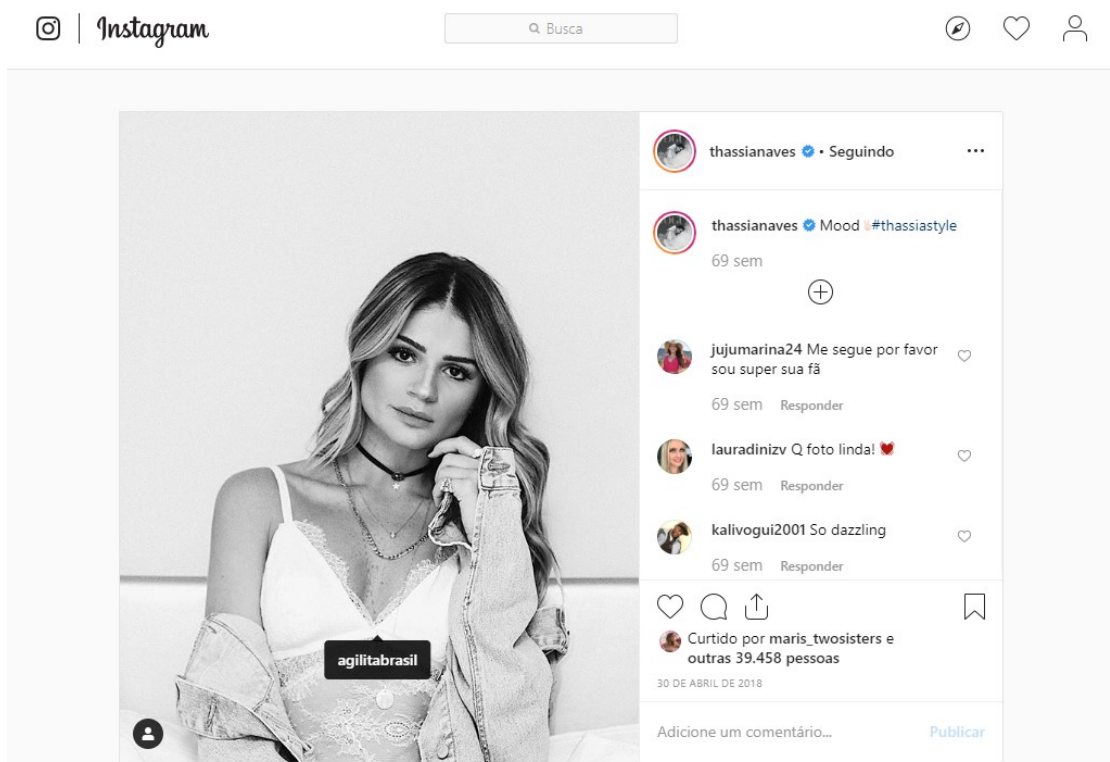 Instagram
Busca
thassianaves • Seguindo
thassianaves Mood #thassiastyle
69 sem
jujumarina24 Me segue por favor
sou super sua fã
69 sem Responder
lauradinizv Q foto linda!
69 sem Responder
kalivogui2001 So dazzling
69 sem Responder
agilitabrasil
Curtido por maris_twosisters e
outras 39.458 pessoas
30 DE ABRIL DE 2018
Adicione um comentário... Publicar